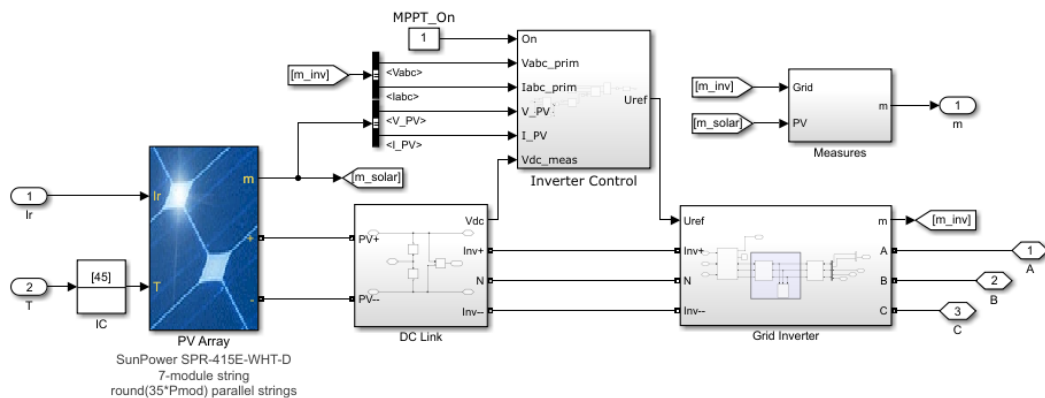 MPPT_On
1
On
[m_inv]
<Vabc>
Vabc_prim
<Iabc>
Iabc_prim
Uref
<V_PV>
V_PV
<I_PV>
I_PV
Vdc_meas
Inverter Control
[m_inv]
Grid
[m_solar]
PV
m
1
m
Measures
1
Ir
Ir
m
[m_solar]
+
2
T
[45]
IC
T
-
PV Array
SunPower SPR-415E-WHT-D
7-module string
round(35*Pmod) parallel strings
Vdc
PV+
Inv+
N
PV--
Inv--
DC Link
Uref
m
[m_inv]
Inv+
A
1
A
N
B
2
B
Inv--
C
3
C
Grid Inverter